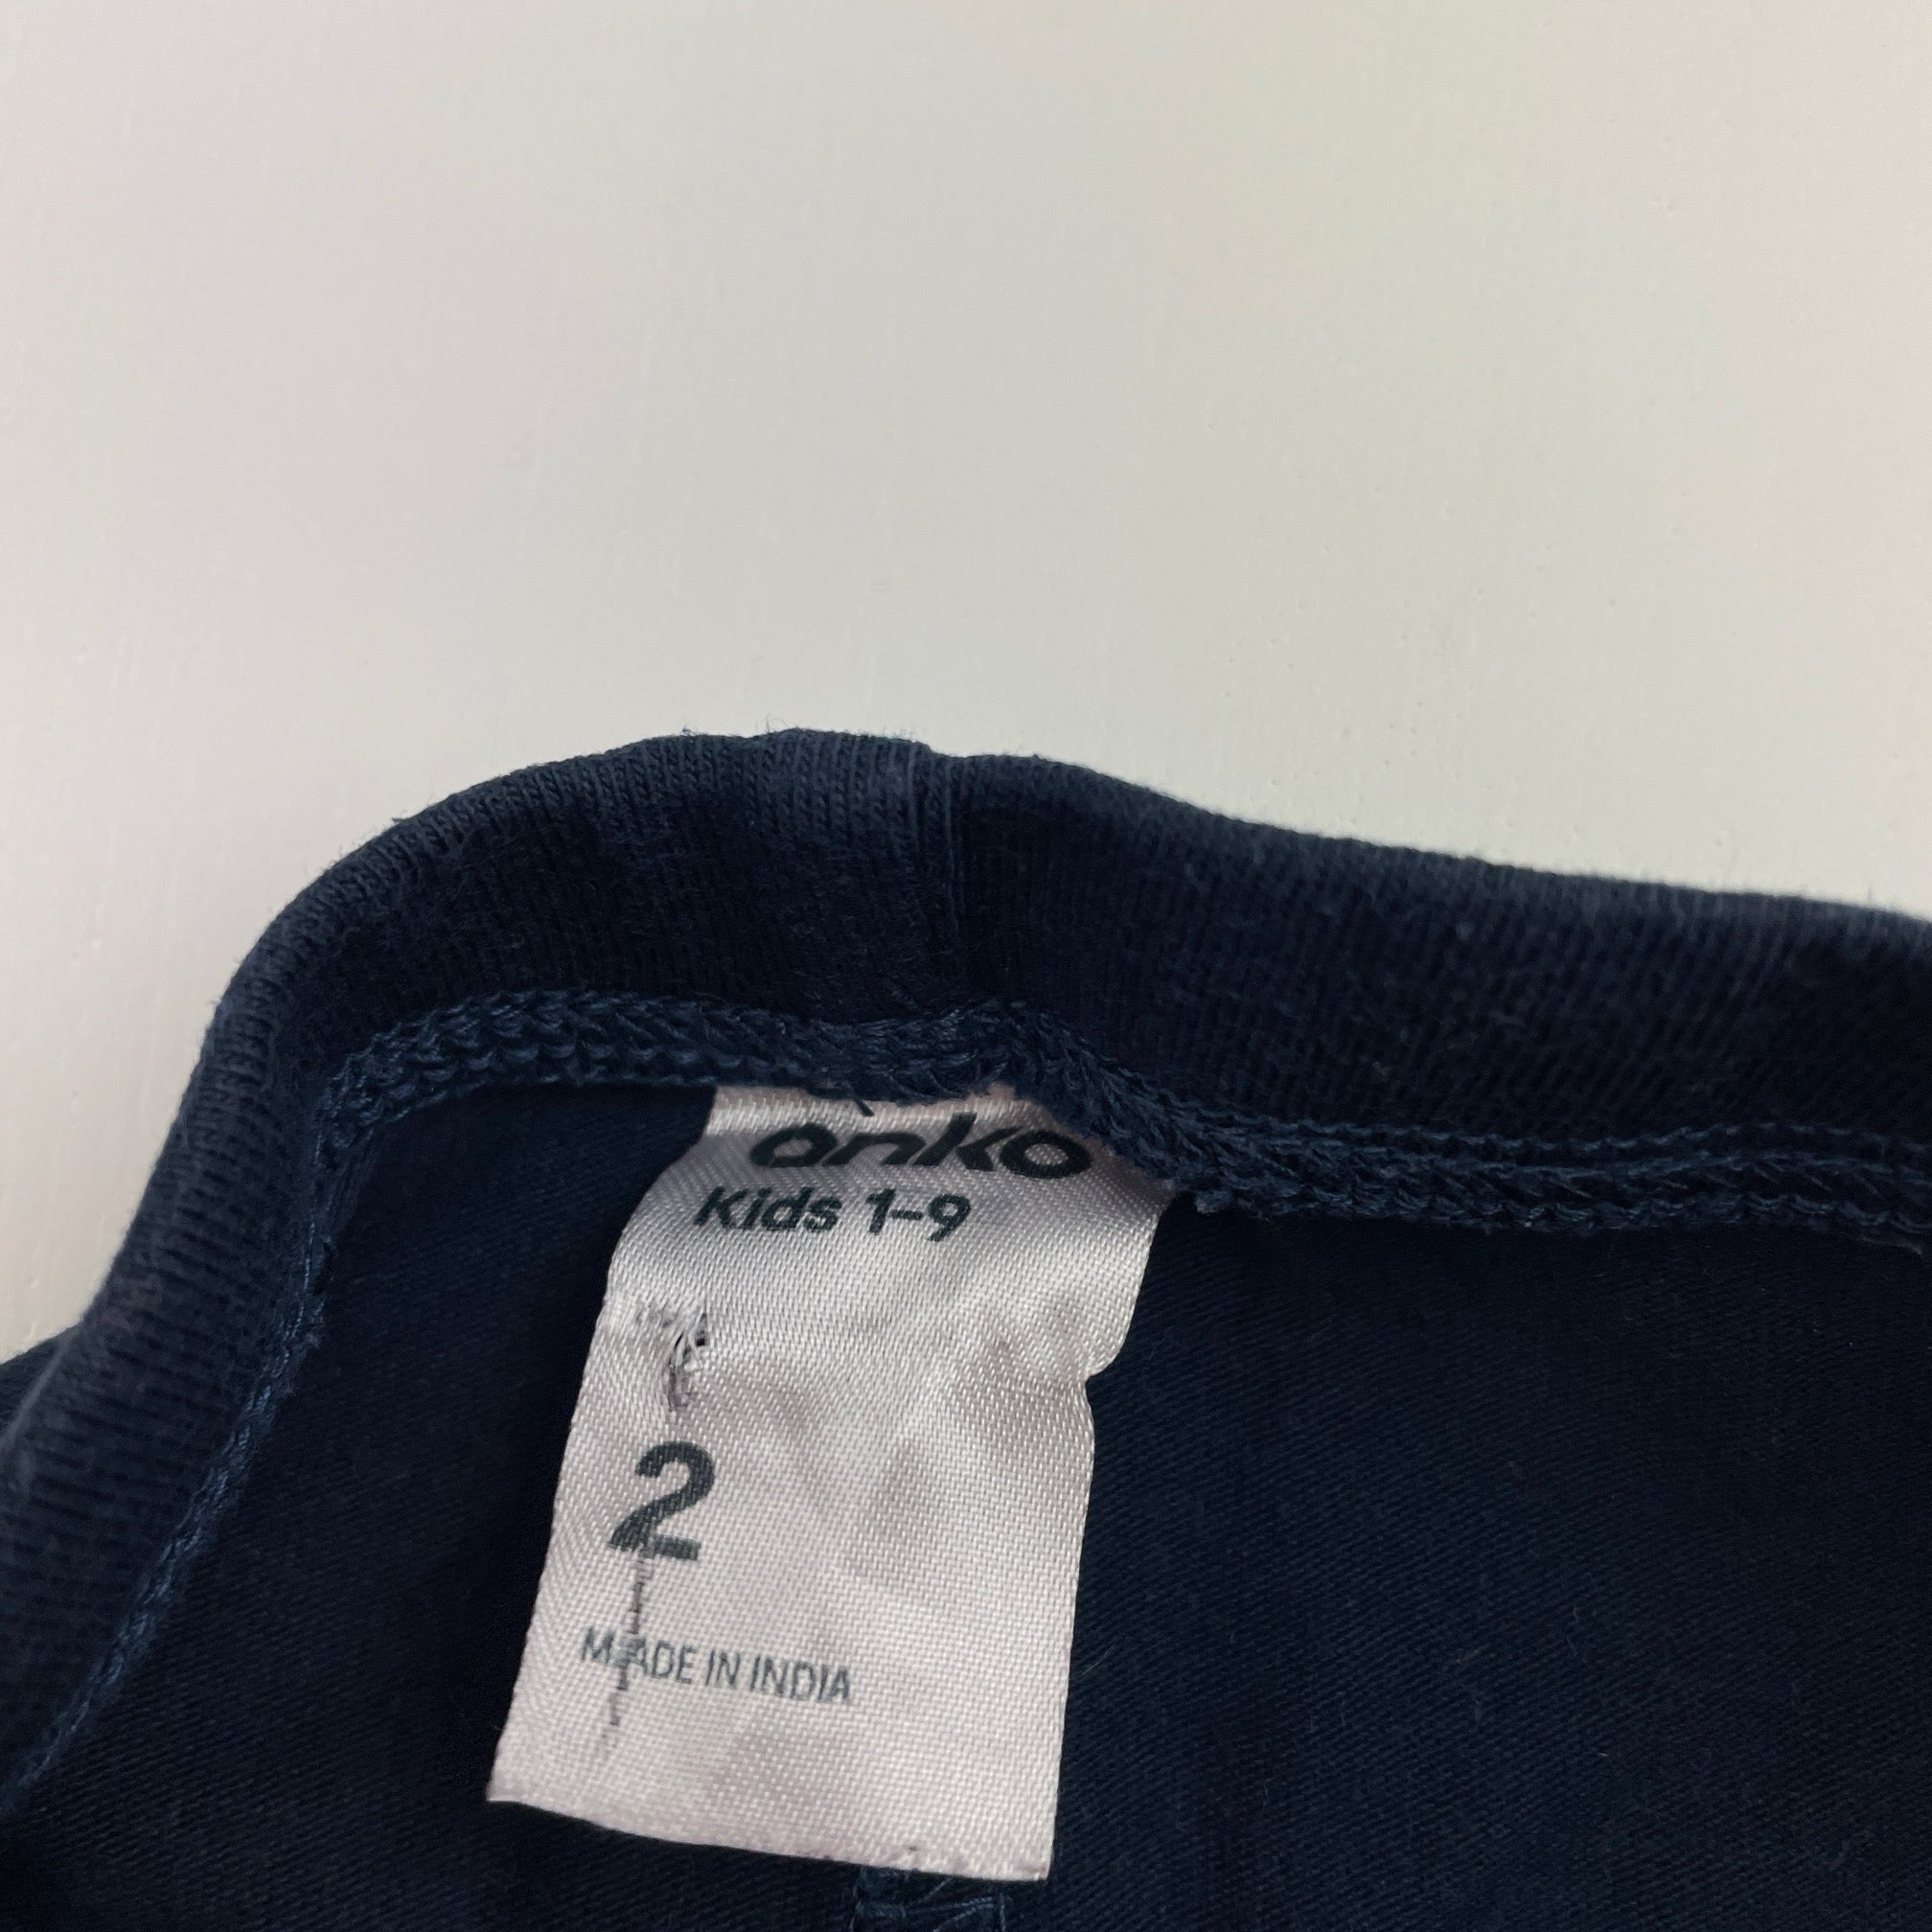 anko
Kids 1-9
2
MADE IN INDIA